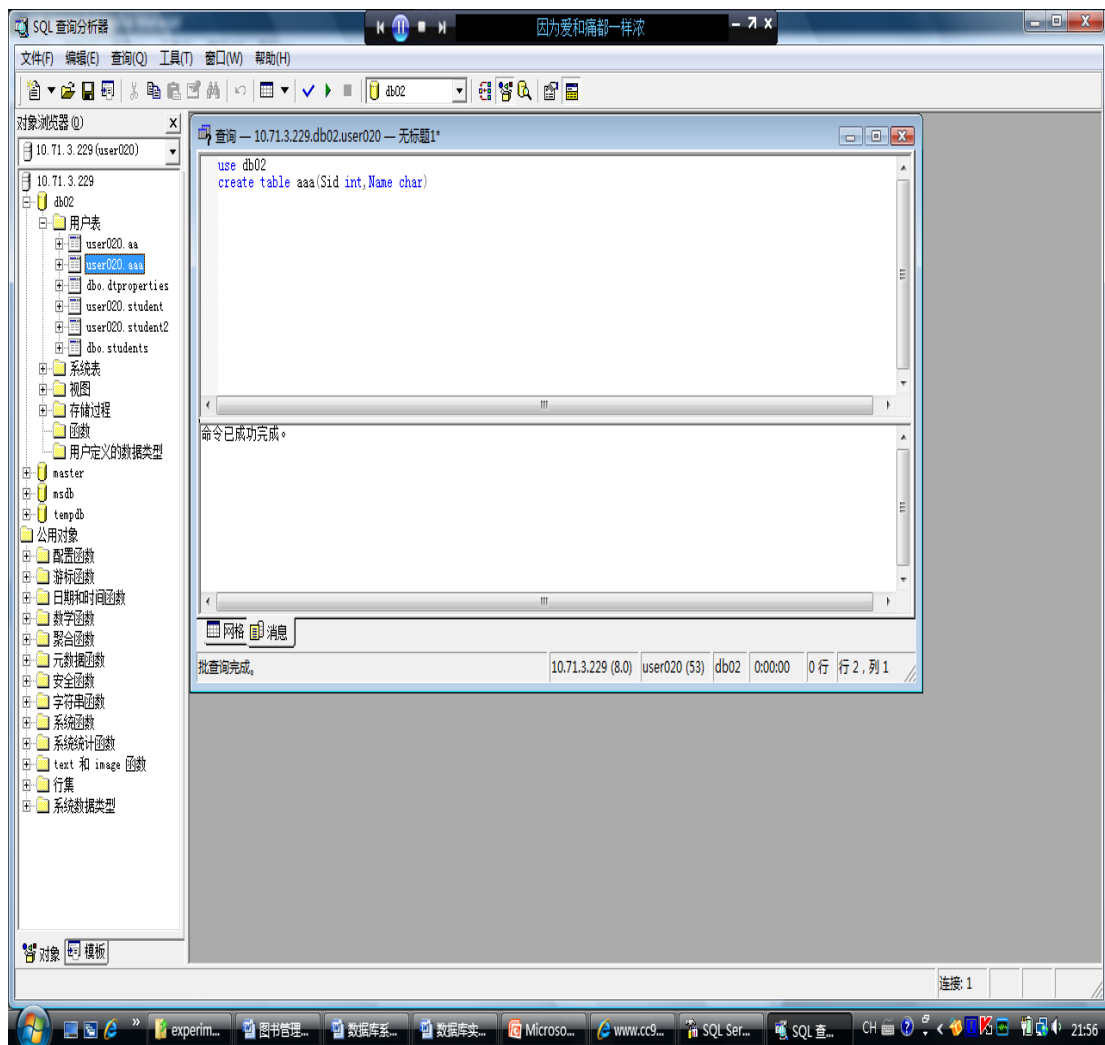 SQL 查询分析器
因为爱和痛都一样浓
文件(F) 编辑(E) 查询(Q) 工具(T) 窗口(W) 帮助(H)
db02
对象浏览器(O)
10.71.3.229(user020)
10.71.3.229
db02
用户表
user020.aa
user020.aaa
dbo.dtproperties
user020.student
user020.student2
dbo.students
系统表
视图
存储过程
函数
用户定义的数据类型
master
msdb
tempdb
公用对象
配置函数
游标函数
日期和时间函数
数学函数
聚合函数
元数据函数
安全函数
字符串函数
系统函数
系统统计函数
text 和 image 函数
行集
系统数据类型
对象 模板
查询 — 10.71.3.229.db02.user020 — 无标题1*
use db02
create table aaa(Sid int,Name char)
命令已成功完成。
网格 消息
批查询完成。 10.71.3.229 (8.0) user020 (53) db02 0:00:00 0 行 行 2 , 列 1
连接: 1
experim... 图书管理... 数据库系... 数据库实... Microso... www.cc9... SQL Ser... SQL 查... CH 21:56